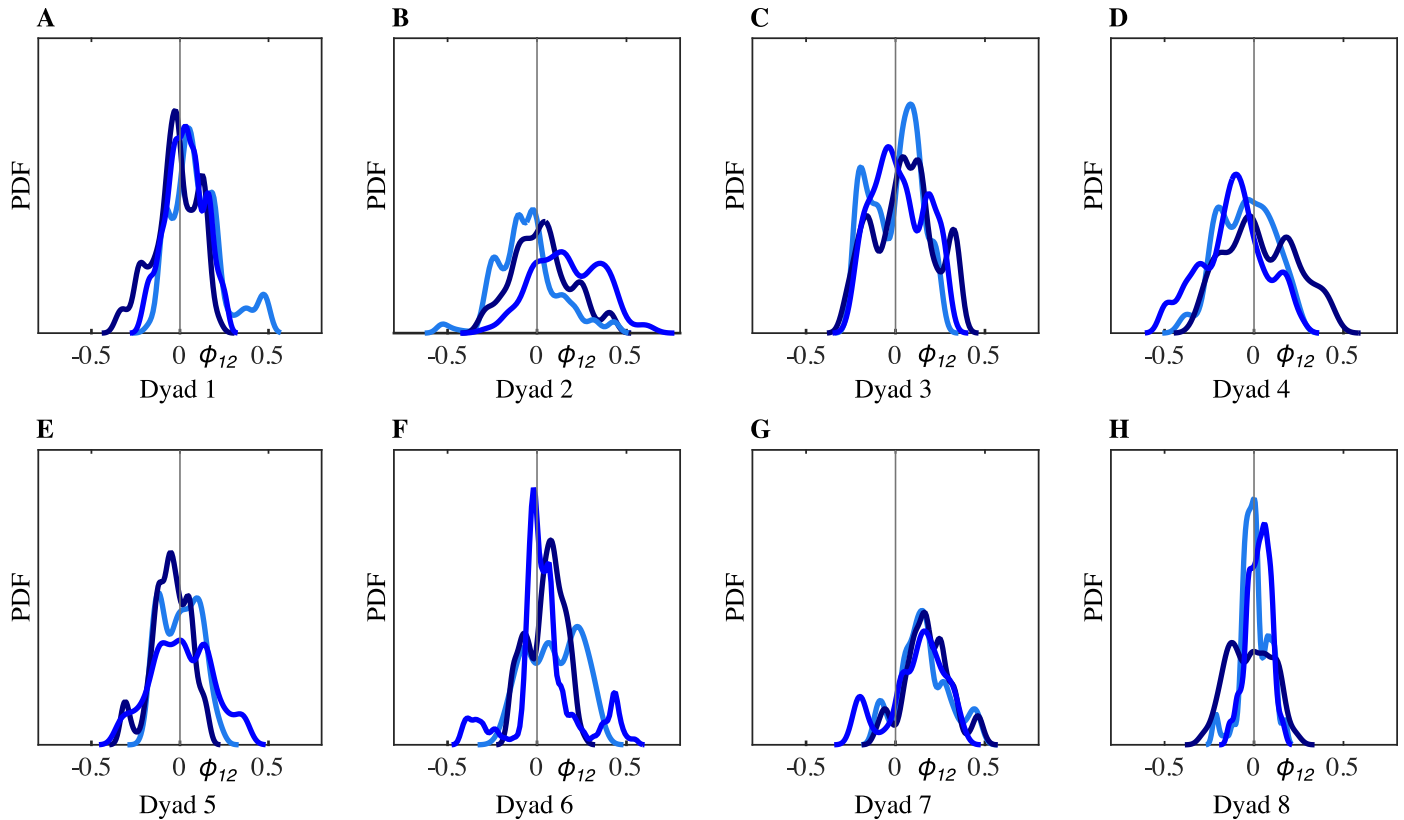 A B C D
PDF PDF PDF PDF
-0.5 0 ϕ12 0.5 -0.5 0 ϕ12 0.5 -0.5 0 ϕ12 0.5 -0.5 0 ϕ12 0.5
Dyad 1 Dyad 2 Dyad 3 Dyad 4
E F G H
PDF PDF PDF PDF
-0.5 0 ϕ12 0.5 -0.5 0 ϕ12 0.5 -0.5 0 ϕ12 0.5 -0.5 0 ϕ12 0.5
Dyad 5 Dyad 6 Dyad 7 Dyad 8